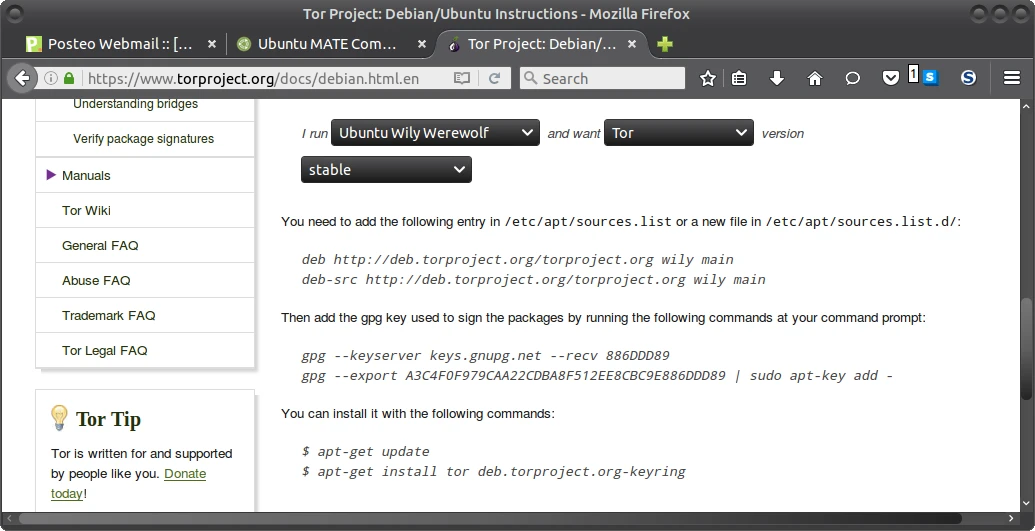 Tor Project: Debian/Ubuntu Instructions - Mozilla Firefox
Posteo Webmail :: [... × Ubuntu MATE Com... × Tor Project: Debian/... ×
https://www.torproject.org/docs/debian.html.en Search 1 S S
Understanding bridges
Verify package signatures
Manuals
Tor Wiki
General FAQ
Abuse FAQ
Trademark FAQ
Tor Legal FAQ
Tor Tip
Tor is written for and supported
by people like you. Donate
today!
I run Ubuntu Wily Werewolf and want Tor version
stable
You need to add the following entry in /etc/apt/sources.list or a new file in /etc/apt/sources.list.d/:
deb http://deb.torproject.org/torproject.org wily main
deb-src http://deb.torproject.org/torproject.org wily main
Then add the gpg key used to sign the packages by running the following commands at your command prompt:
gpg --keyserver keys.gnupg.net --recv 886DDD89
gpg --export A3C4F0F979CAA22CDBA8F512EE8CBC9E886DDD89 | sudo apt-key add -
You can install it with the following commands:
$ apt-get update
$ apt-get install tor deb.torproject.org-keyring